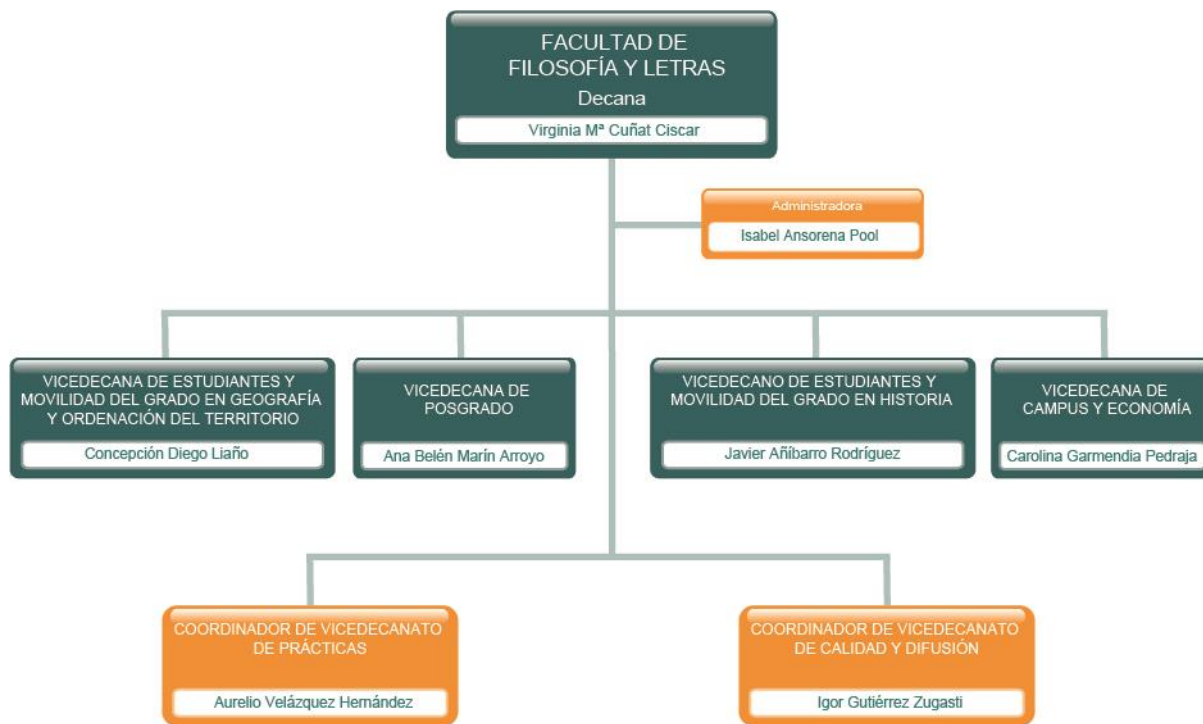 FACULTAD DE
FILOSOFÍA Y LETRAS
Decana
Virginia Mª Cuñat Ciscar
Administradora
Isabel Ansorena Pool
VICEDECANA DE ESTUDIANTES Y
MOVILIDAD DEL GRADO EN GEOGRAFÍA
Y ORDENACIÓN DEL TERRITORIO
Concepción Diego Liaño
VICEDECANA DE
POSGRADO
Ana Belén Marín Arroyo
VICEDECANO DE ESTUDIANTES Y
MOVILIDAD DEL GRADO EN HISTORIA
Javier Añíbarro Rodríguez
VICEDECANA DE
CAMPUS Y ECONOMÍA
Carolina Garmendia Pedraja
COORDINADOR DE VICEDECANATO
DE PRÁCTICAS
Aurelio Velázquez Hernández
COORDINADOR DE VICEDECANATO
DE CALIDAD Y DIFUSIÓN
Igor Gutiérrez Zugasti